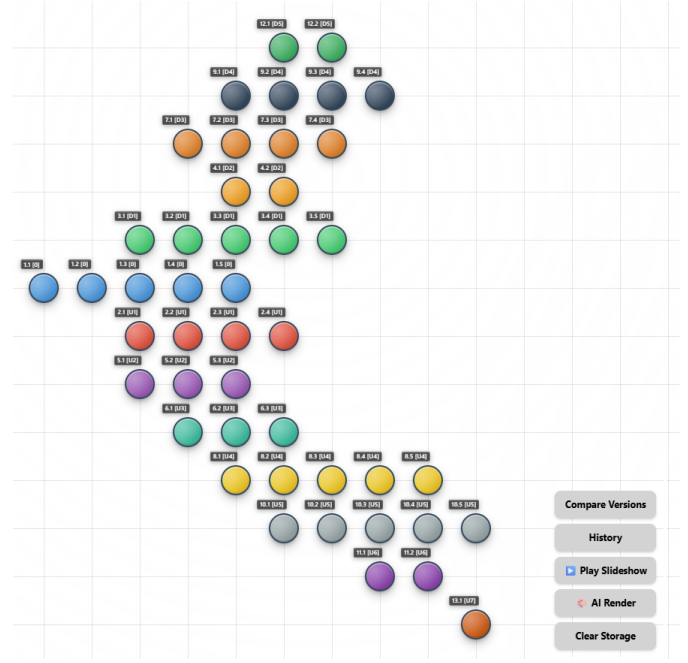 12.1 [D5] 12.2 [D5]
9.1 [D4] 9.2 [D4] 9.3 [D4] 9.4 [D4]
7.1 [D3] 7.2 [D3] 7.3 [D3] 7.4 [D3]
4.1 [D2] 4.2 [D2]
3.1 [D1] 3.2 [D1] 3.3 [D1] 3.4 [D1] 3.5 [D1]
1.1 [0] 1.2 [0] 1.3 [0] 1.4 [0] 1.5 [0]
2.1 [U1] 2.2 [U1] 2.3 [U1] 2.4 [U1]
5.1 [U2] 5.2 [U2] 5.3 [U2]
6.1 [U3] 6.2 [U3] 6.3 [U3]
8.1 [U4] 8.2 [U4] 8.3 [U4] 8.4 [U4] 8.5 [U4]
10.1 [U5] 10.2 [U5] 10.3 [U5] 10.4 [U5] 10.5 [U5]
Compare Versions
History
11.1 [U6] 11.2 [U6]
Play Slideshow
13.1 [U7]
AI Render
Clear Storage